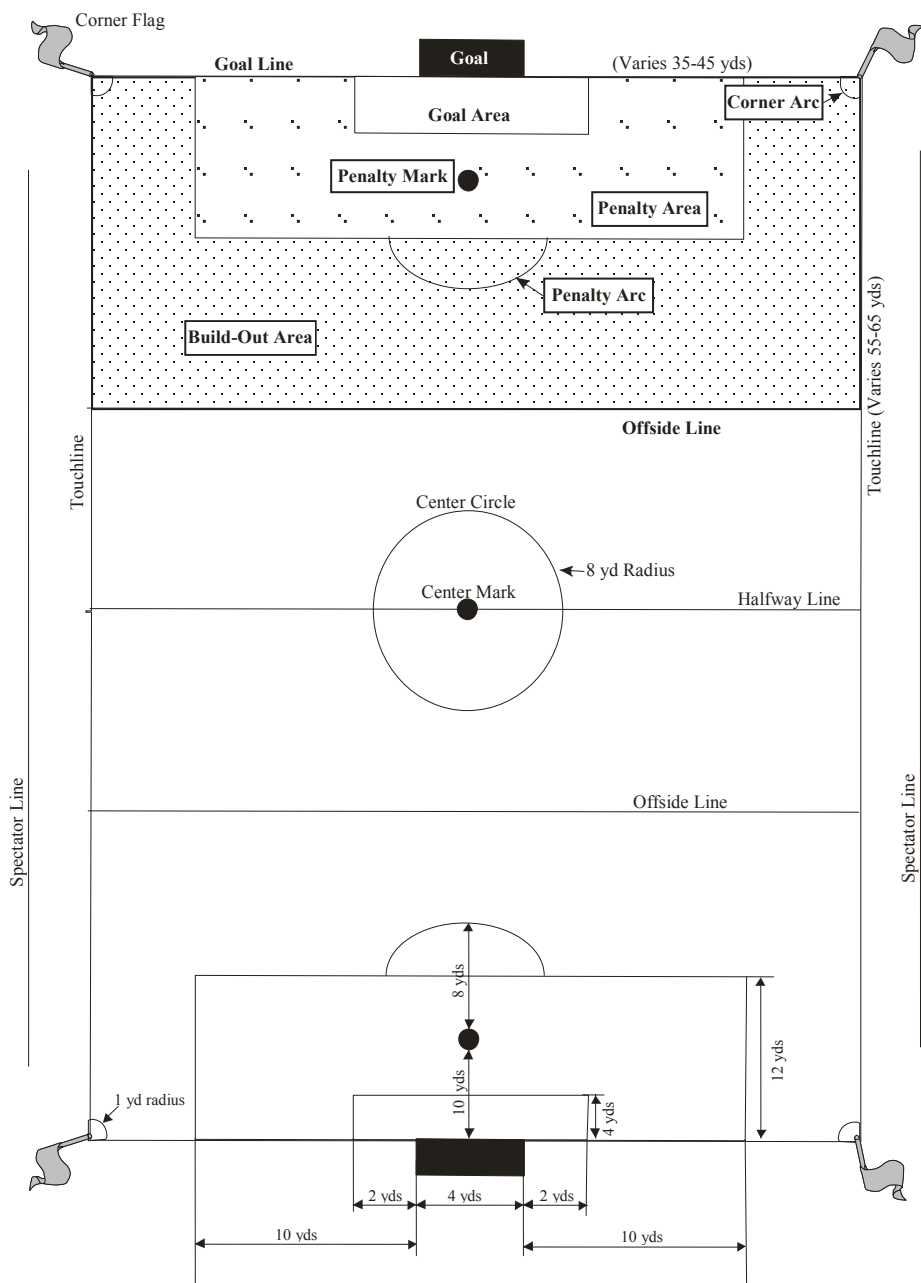 Corner Flag
Goal Line
Goal
(Varies 35-45 yds)
Corner Arc
Goal Area
Penalty Mark
Penalty Area
Penalty Arc
Build-Out Area
Touchline (Varies 55-65 yds)
Offside Line
Touchline
Center Circle
8 yd Radius
Center Mark
Halfway Line
Offside Line
Spectator Line
Spectator Line
8 yds
10 yds
12 yds
4 yds
1 yd radius
2 yds
4 yds
2 yds
10 yds
10 yds